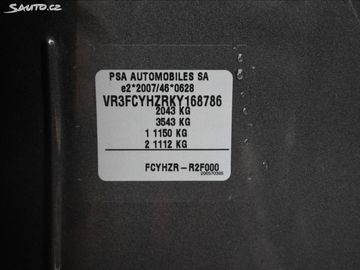 Sauto.cz
PSA AUTOMOBILES SA
e2*2007/46*0628
VR3FCYHZRKY168786
2043 KG
3543 KG
1 1150 KG
2 1112 KG
FCYHZR-R2F000